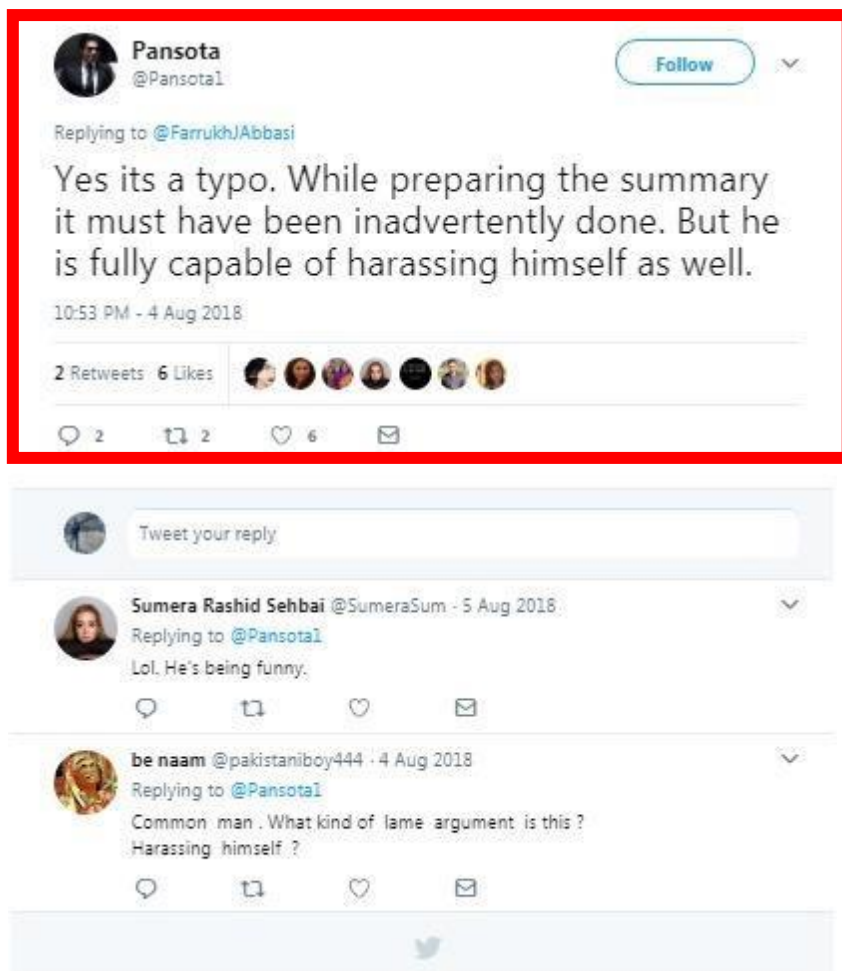 Pansota
@Pansota1
Follow
Replying to @FarrukhJAbbasi
Yes its a typo. While preparing the summary
it must have been inadvertently done. But he
is fully capable of harassing himself as well.
10:53 PM - 4 Aug 2018
2 Retweets 6 Likes
2 2 6
Tweet your reply
Sumera Rashid Sehbai @SumeraSum · 5 Aug 2018
Replying to @Pansota1
Lol. He's being funny.
be naam @pakistaniboy444 · 4 Aug 2018
Replying to @Pansota1
Common man . What kind of lame argument is this ?
Harassing himself ?